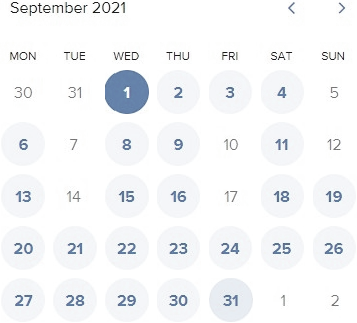 September 2021
MON TUE WED THU FRI SAT SUN
30 31 1 2 3 4 5
6 7 8 9 10 11 12
13 14 15 16 17 18 19
20 21 22 23 24 25 26
27 28 29 30 31 1 2